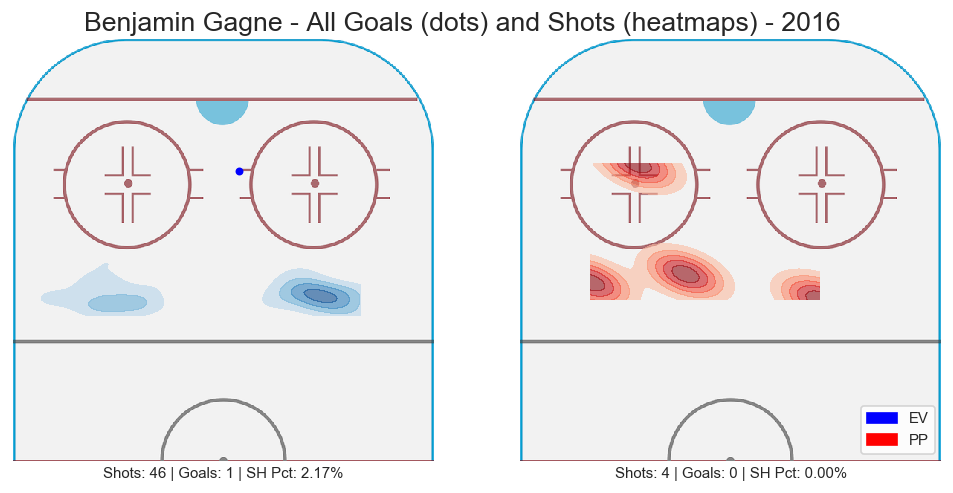 Benjamin Gagne - All Goals (dots) and Shots (heatmaps) - 2016
EV
PP
Shots: 46 | Goals: 1 | SH Pct: 2.17%
Shots: 4 | Goals: 0 | SH Pct: 0.00%